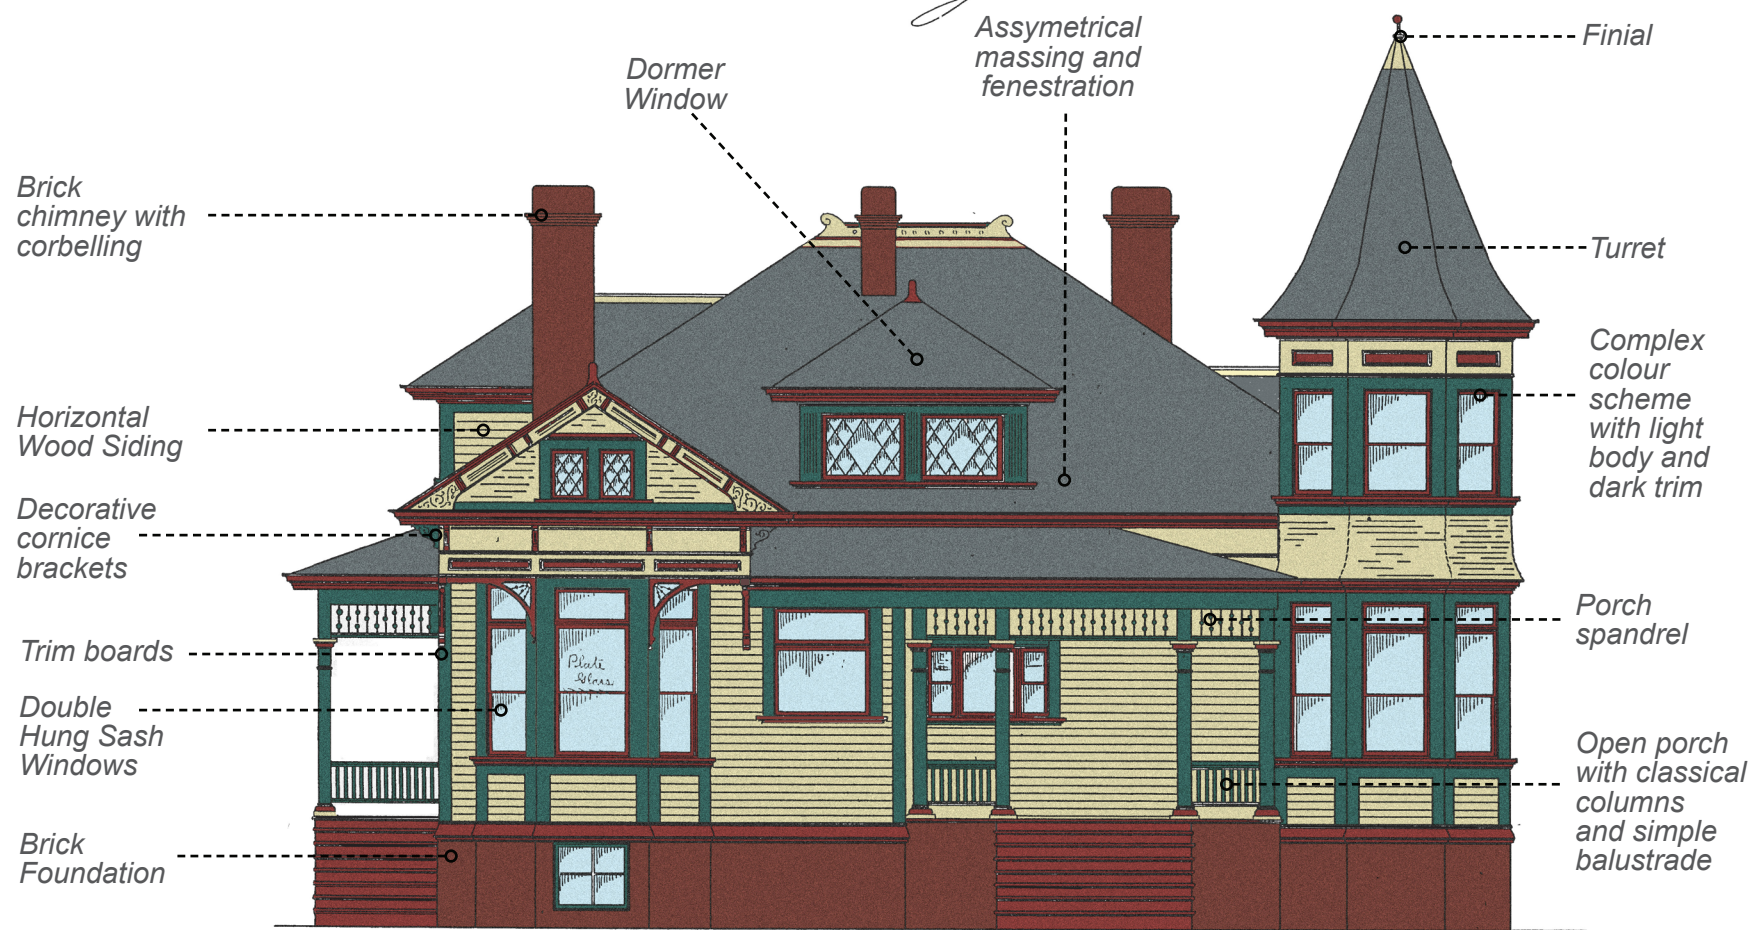 Assymetrical
massing and
fenestration
Finial
Dormer
Window
Brick
chimney with
corbelling
Turret
Complex
colour
scheme
with light
body and
dark trim
Horizontal
Wood Siding
Decorative
cornice
brackets
Porch
spandrel
Trim boards
Plate
Glass
Double
Hung Sash
Windows
Open porch
with classical
columns
and simple
balustrade
Brick
Foundation